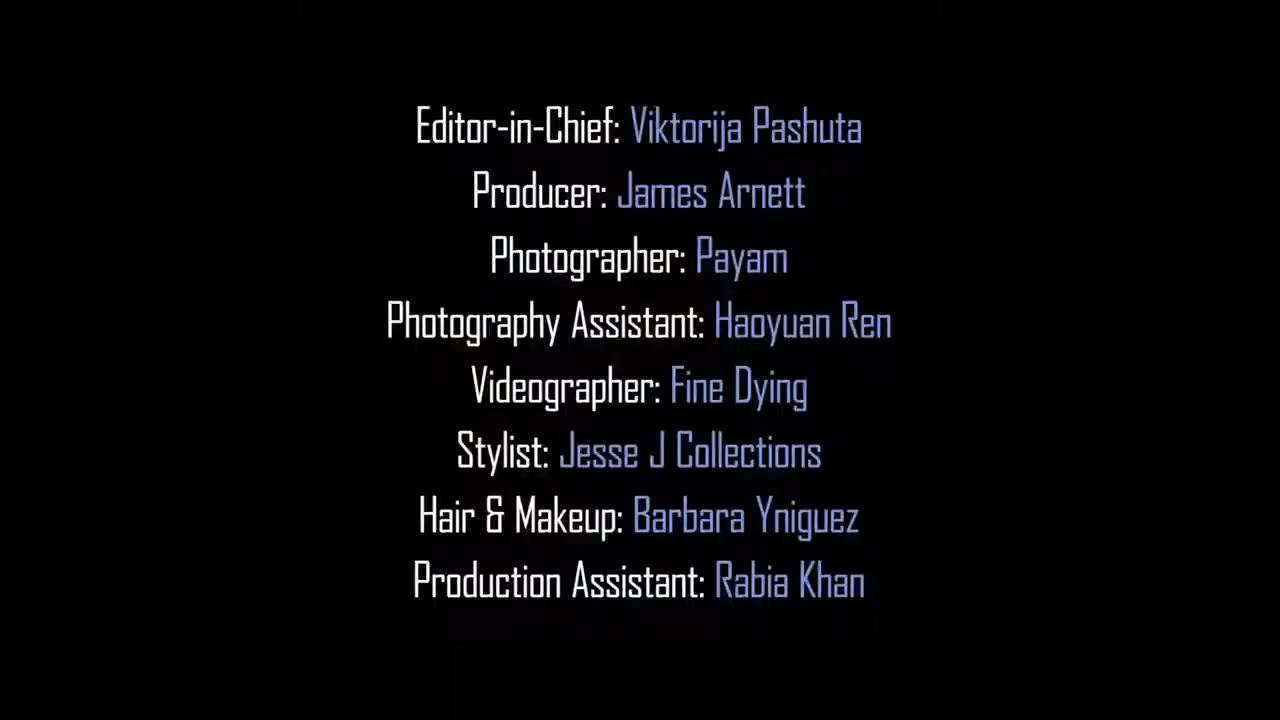 Editor-in-Chief: Viktorija Pashuta
Producer: James Arnett
Photographer: Payam
Photography Assistant: Haoyuan Ren
Videographer: Fine Dying
Stylist: Jesse J Collections
Hair & Makeup: Barbara Yniguez
Production Assistant: Rabia Khan